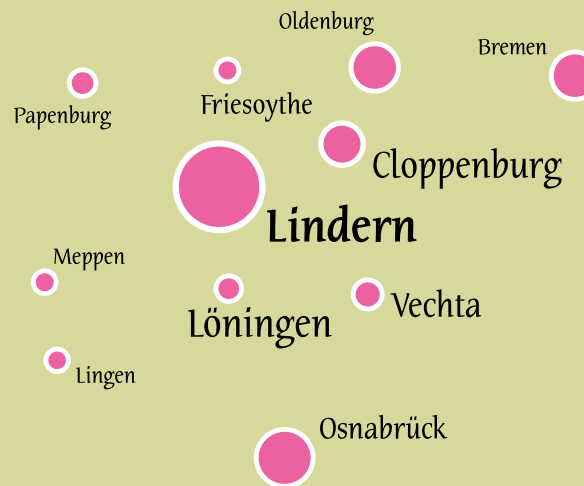 Oldenburg
Bremen
Papenburg
Friesoythe
Cloppenburg
Lindern
Meppen
Löningen
Vechta
Lingen
Osnabrück